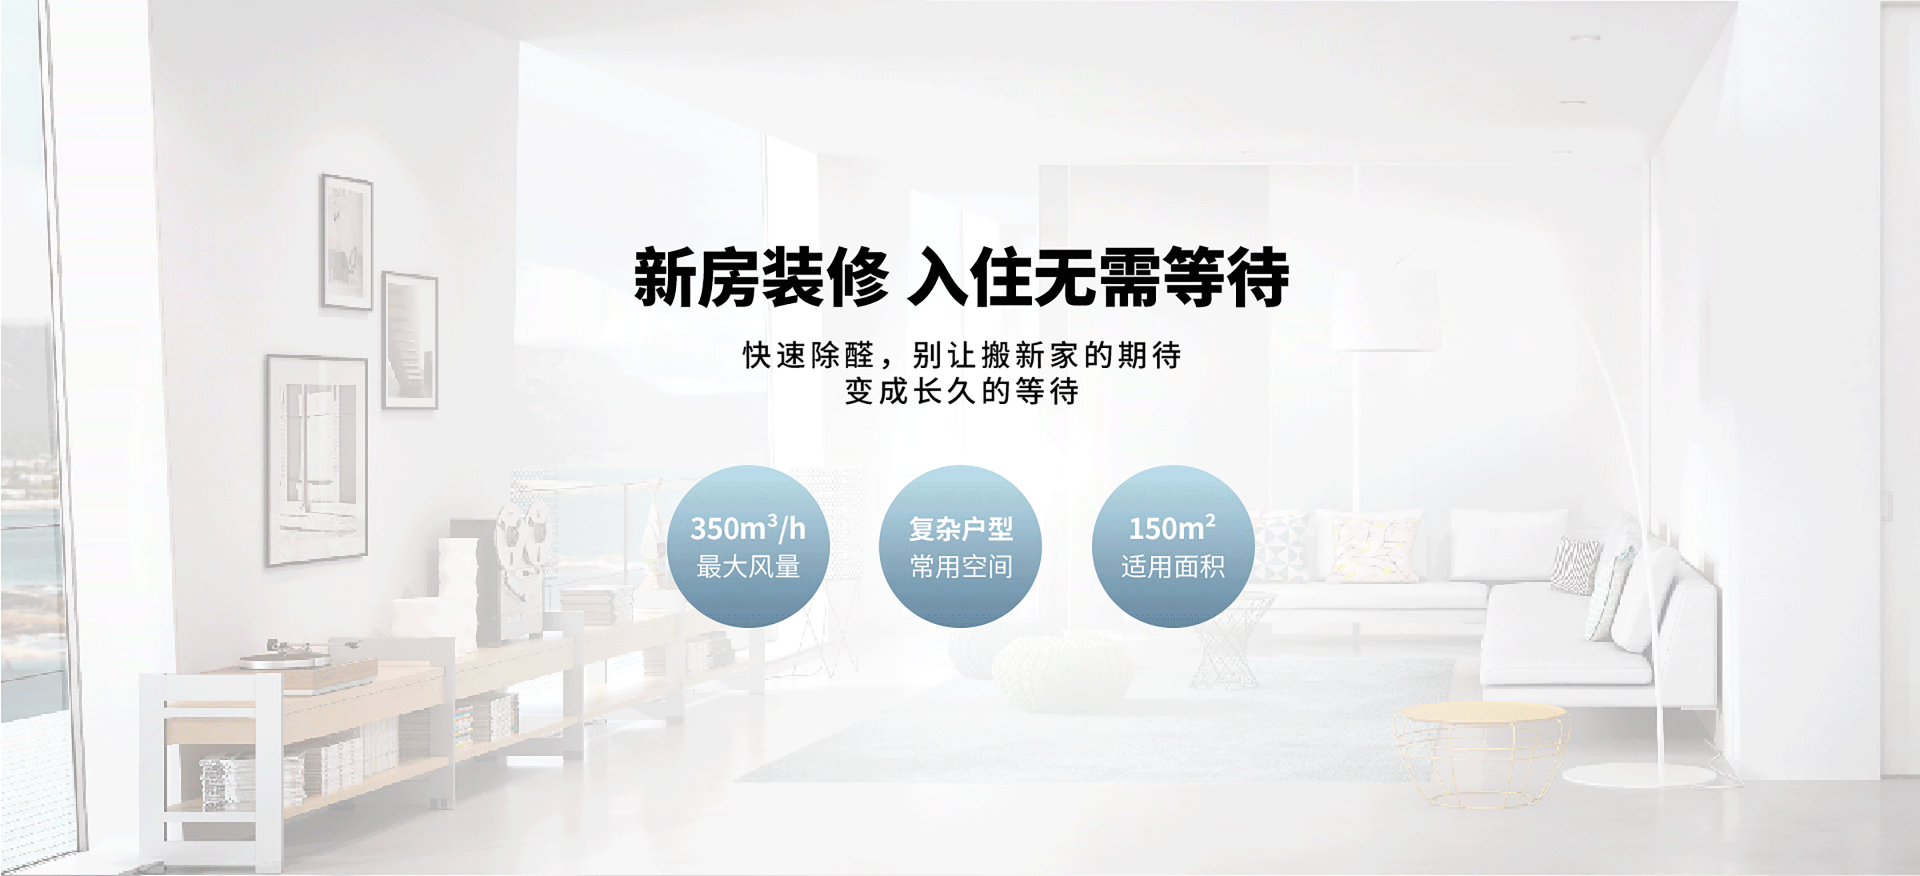 新房装修 入住无需等待
快速除醛，别让搬新家的期待
变成长久的等待
350m³/h
最大风量
复杂户型
常用空间
150m²
适用面积